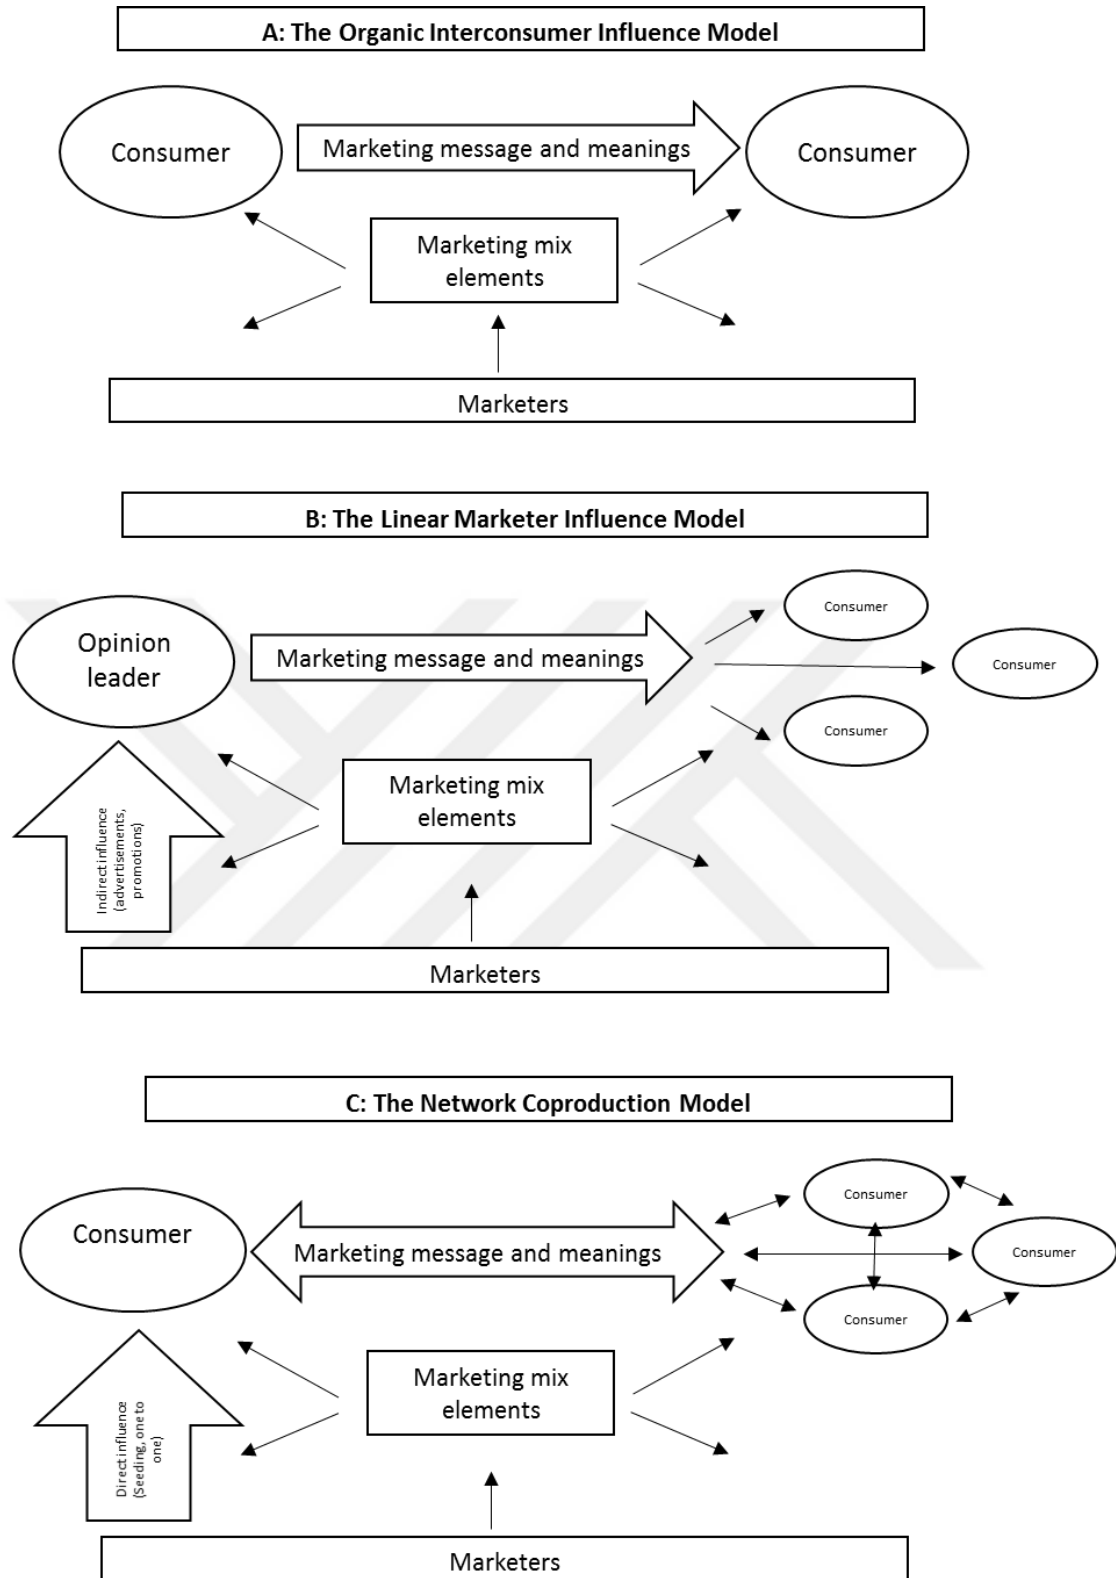 A: The Organic Interconsumer Influence Model
Consumer
Marketing message and meanings
Consumer
Marketing mix
elements
Marketers
B: The Linear Marketer Influence Model
Opinion
leader
Marketing message and meanings
Consumer
Consumer
Consumer
Indirect influence
(advertisements,
promotions)
Marketing mix
elements
Marketers
C: The Network Coproduction Model
Consumer
Marketing message and meanings
Consumer
Consumer
Consumer
Direct influence
(Seeding, one to
one)
Marketing mix
elements
Marketers